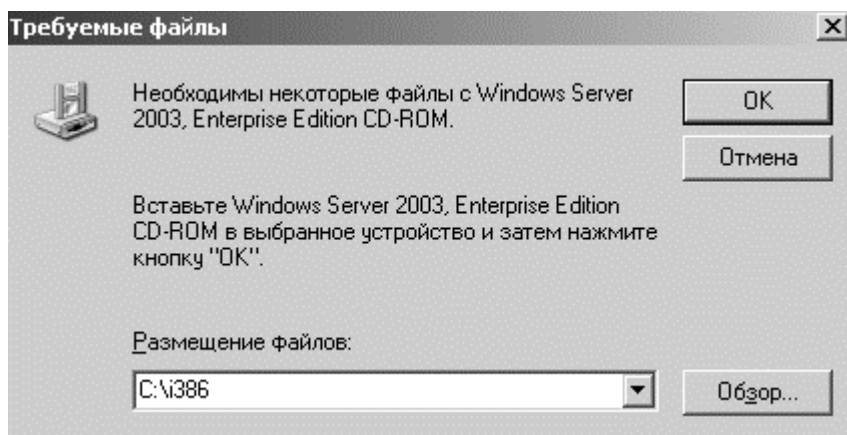 Требуемые файлы
Необходимы некоторые файлы с Windows Server
2003, Enterprise Edition CD-ROM.
OK
Отмена
Вставьте Windows Server 2003, Enterprise Edition
CD-ROM в выбранное устройство и затем нажмите
кнопку "OK".
Размещение файлов:
C:\i386
Обзор...